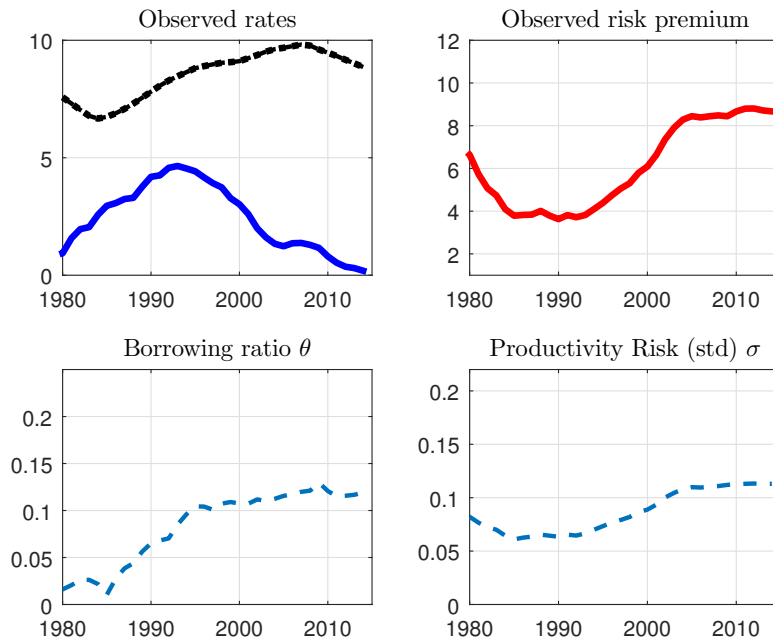 Observed rates
10
5
0
1980 1990 2000 2010
Observed risk premium
12
10
8
6
4
2
1980 1990 2000 2010
Borrowing ratio θ
0.2
0.15
0.1
0.05
0
1980 1990 2000 2010
Productivity Risk (std) σ
0.2
0.15
0.1
0.05
0
1980 1990 2000 2010